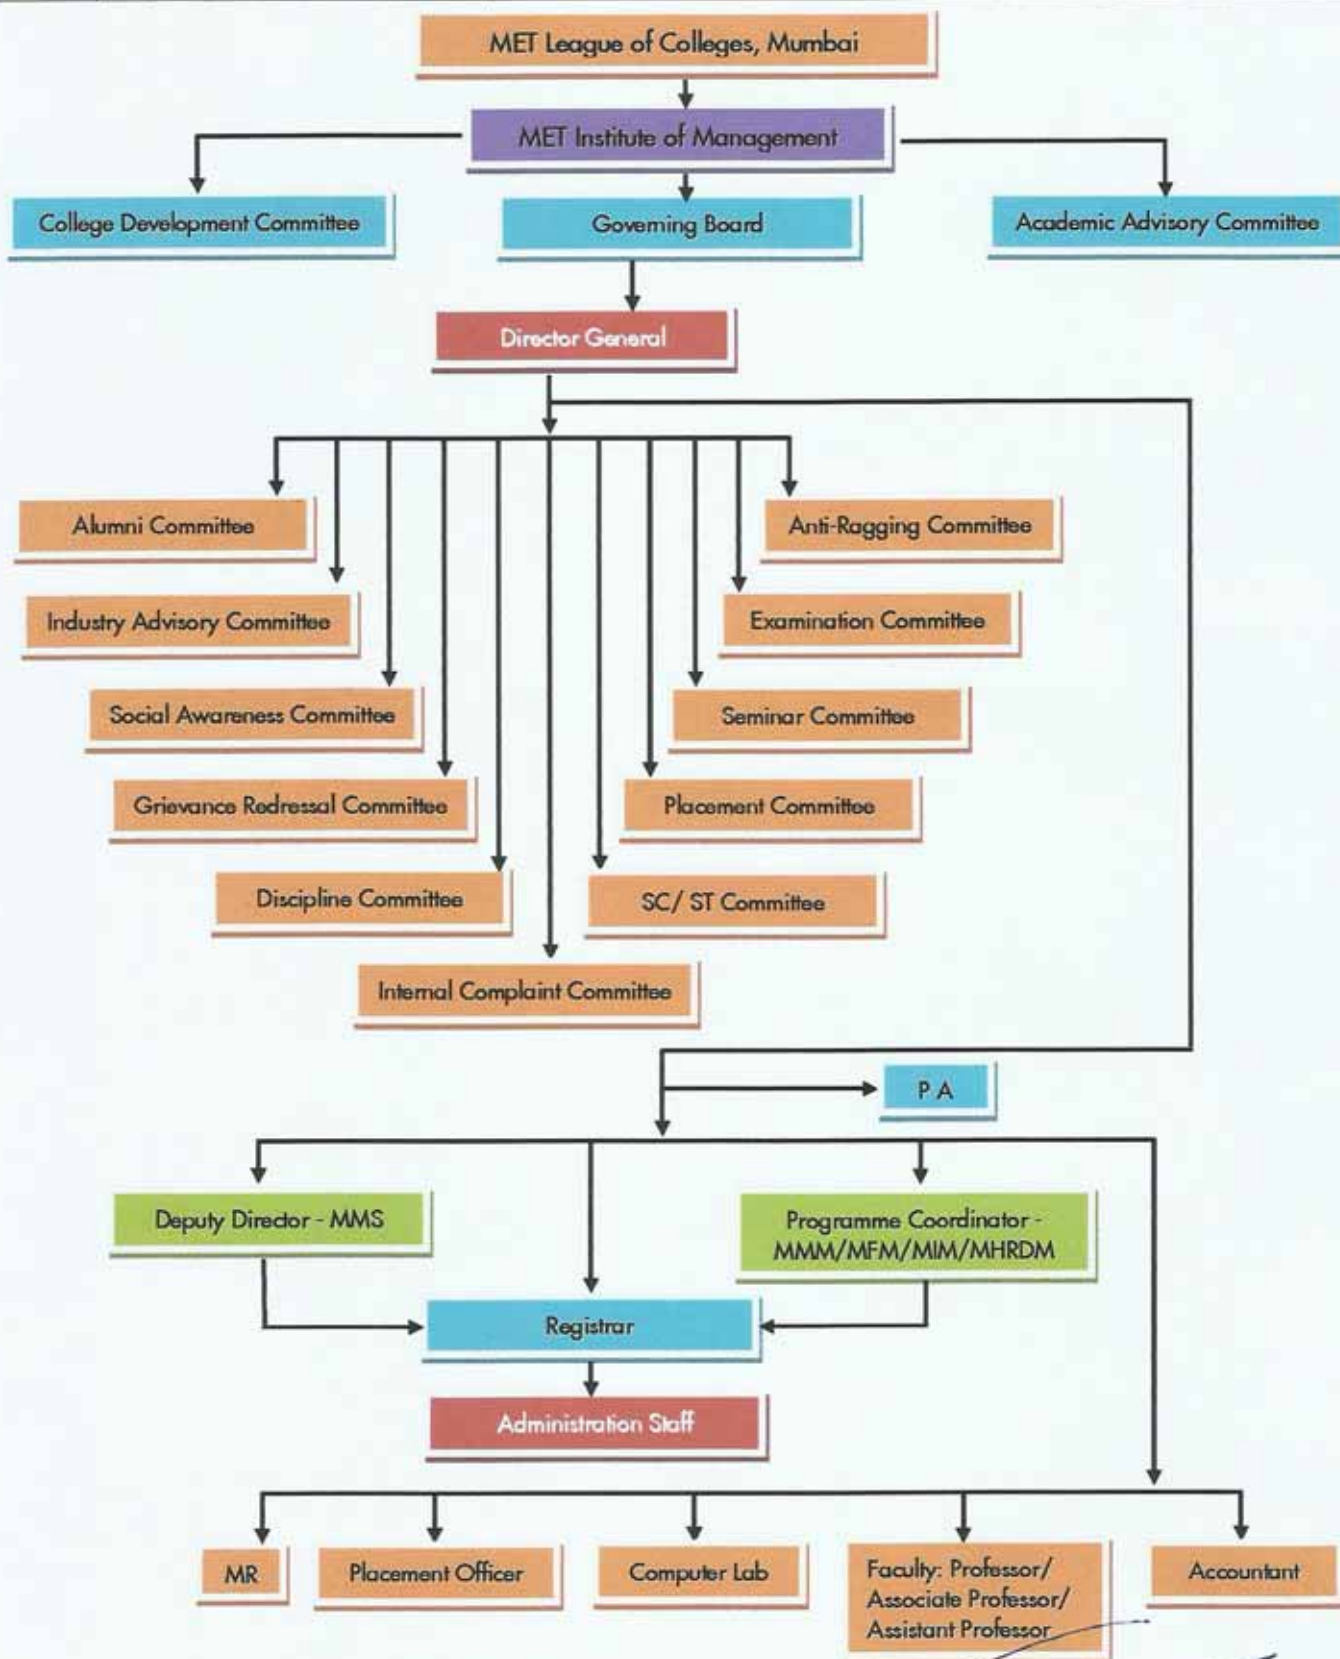 MET League of Colleges, Mumbai
MET Institute of Management
College Development Committee
Governing Board
Academic Advisory Committee
Director General
Alumni Committee
Anti-Ragging Committee
Industry Advisory Committee
Examination Committee
Social Awareness Committee
Seminar Committee
Grievance Redressal Committee
Placement Committee
Discipline Committee
SC/ ST Committee
Internal Complaint Committee
P A
Deputy Director - MMS
Programme Coordinator -
MMM/MFM/MIM/MHRDM
Registrar
Administration Staff
MR
Placement Officer
Computer Lab
Faculty: Professor/
Associate Professor/
Assistant Professor
Accountant